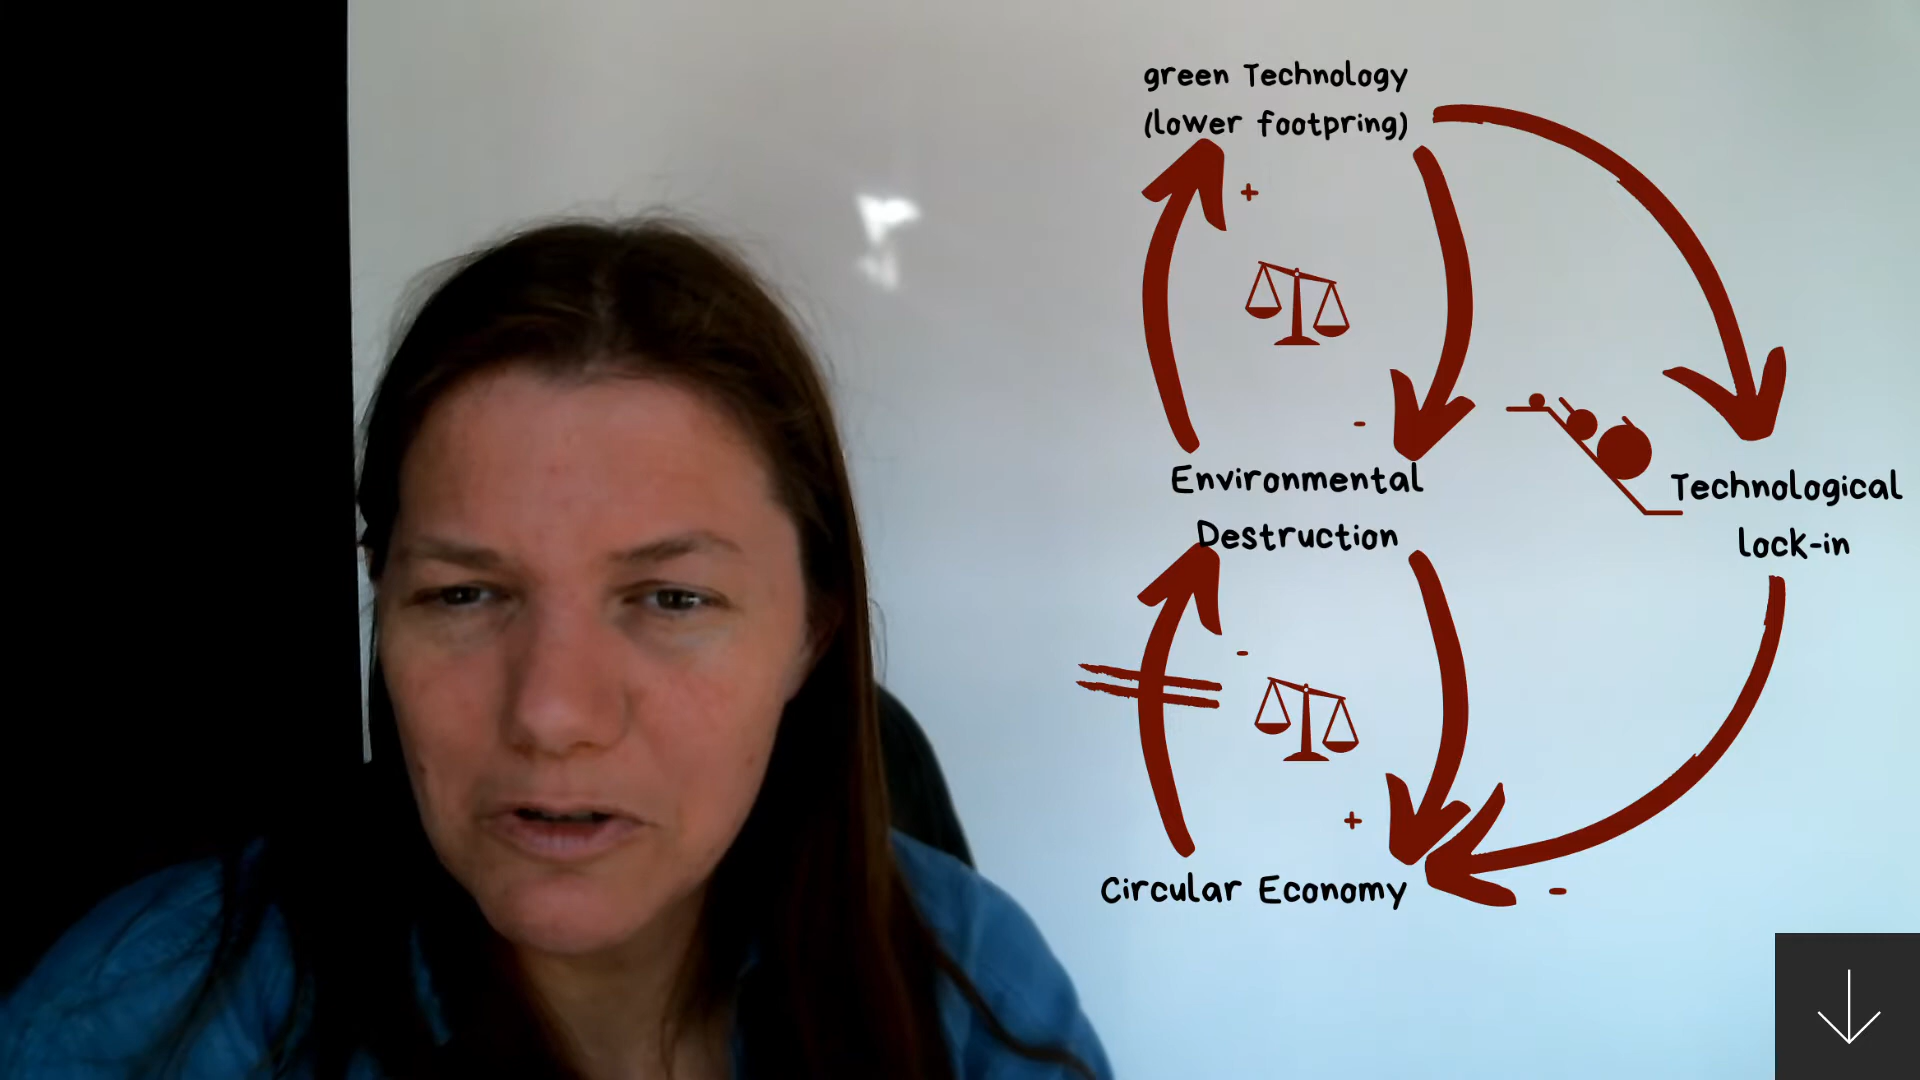 green Technology
(lower footpring)
+
-
Environmental
Destruction
Technological
lock-in
-
+
Circular Economy
-